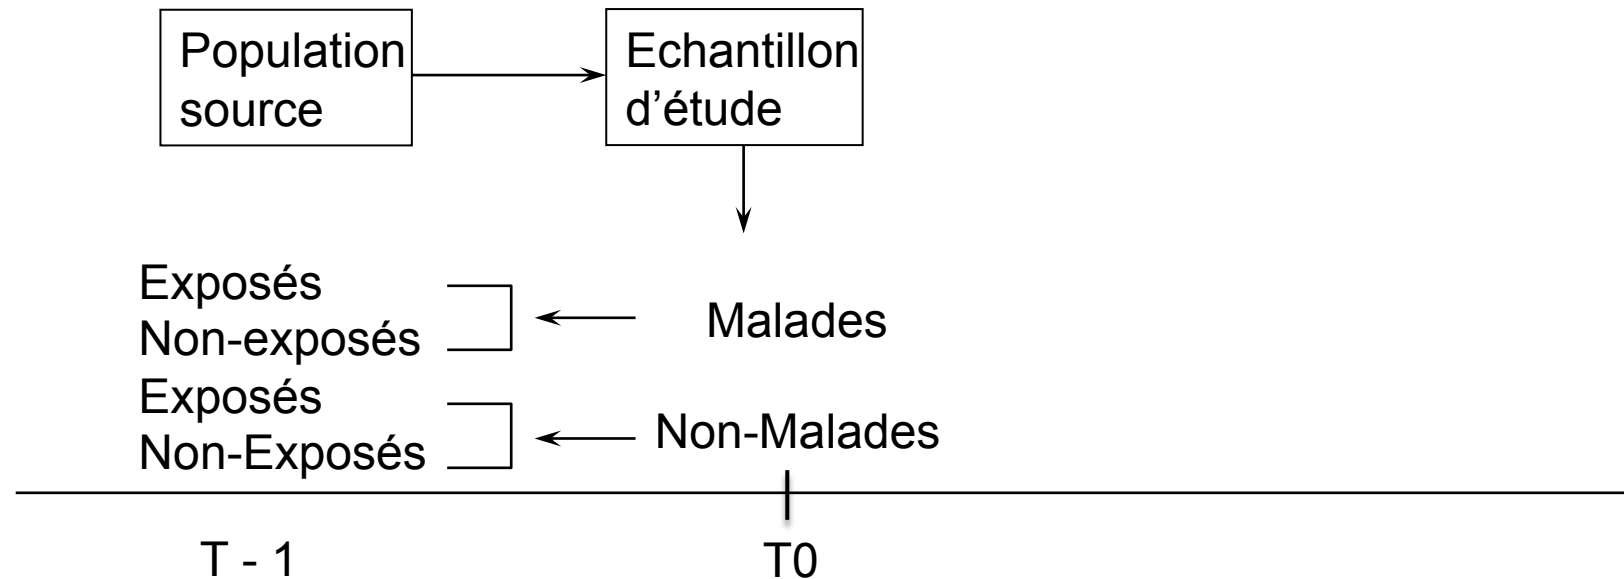 Population
source
Echantillon
d’étude
Exposés
Non-exposés
Malades
Exposés
Non-Exposés
Non-Malades
T - 1
T0